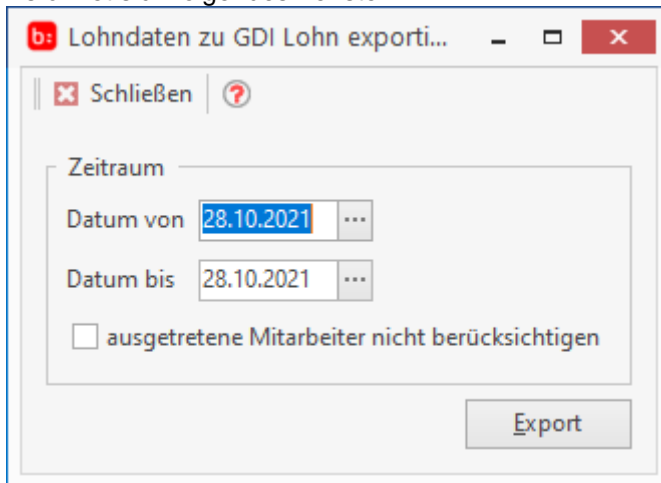 b: Lohndaten zu GDI Lohn exporti...
Schließen
Zeitraum
Datum von 28.10.2021 ...
Datum bis 28.10.2021 ...
ausgetretene Mitarbeiter nicht berücksichtigen
Export